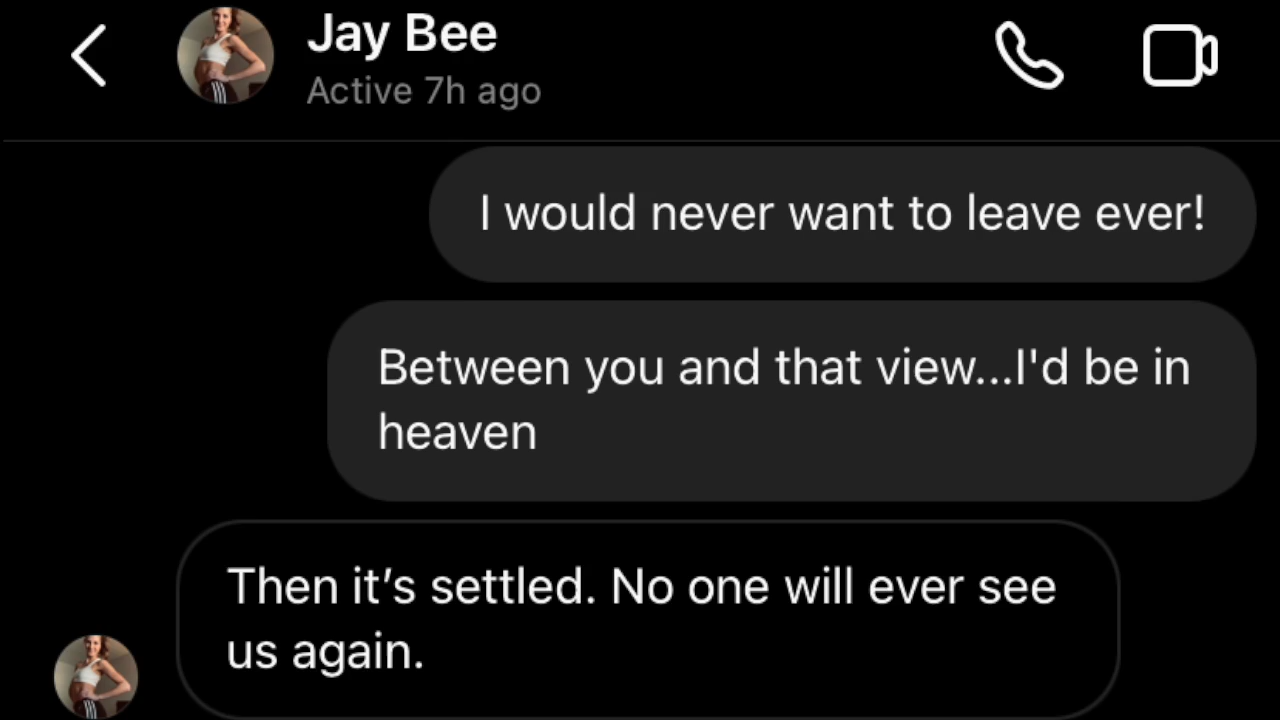 Jay Bee
Active 7h ago
I would never want to leave ever!
Between you and that view...I'd be in
heaven
Then it’s settled. No one will ever see
us again.